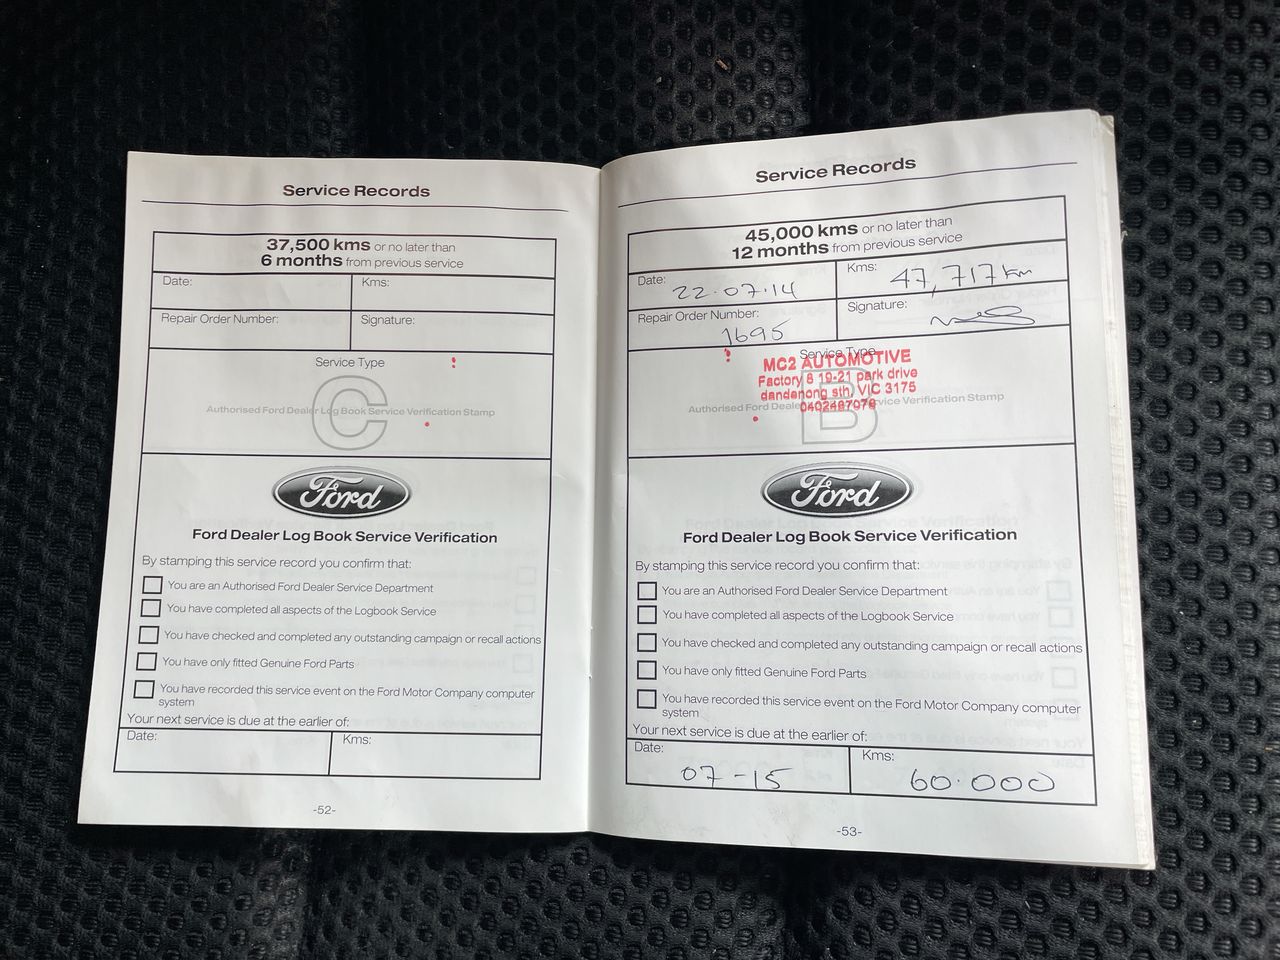 Service Records
37,500 kms or no later than
6 months from previous service
Date:
Kms:
Repair Order Number:
Signature:
Service Type
C
Authorised Ford Dealer Log Book Service Verification Stamp
Ford
Ford Dealer Log Book Service Verification
By stamping this service record you confirm that:
You are an Authorised Ford Dealer Service Department
You have completed all aspects of the Logbook Service
You have checked and completed any outstanding campaign or recall actions
You have only fitted Genuine Ford Parts
You have recorded this service event on the Ford Motor Company computer
system
Your next service is due at the earlier of:
Date:
Kms:
-52-
Service Records
45,000 kms or no later than
12 months from previous service
Date: 22.07.14
Kms: 47,717 km
Repair Order Number:
1695
Signature:
Service Type
MC2 AUTOMOTIVE
Factory 8 19-21 park drive
dandenong sth, VIC 3175
B
Authorised Ford Dealer Service Verification Stamp
Ford
Ford Dealer Log Book Service Verification
By stamping this service record you confirm that:
You are an Authorised Ford Dealer Service Department
You have completed all aspects of the Logbook Service
You have checked and completed any outstanding campaign or recall actions
You have only fitted Genuine Ford Parts
You have recorded this service event on the Ford Motor Company computer
system
Your next service is due at the earlier of:
Date:
07-15
Kms:
60.000
-53-